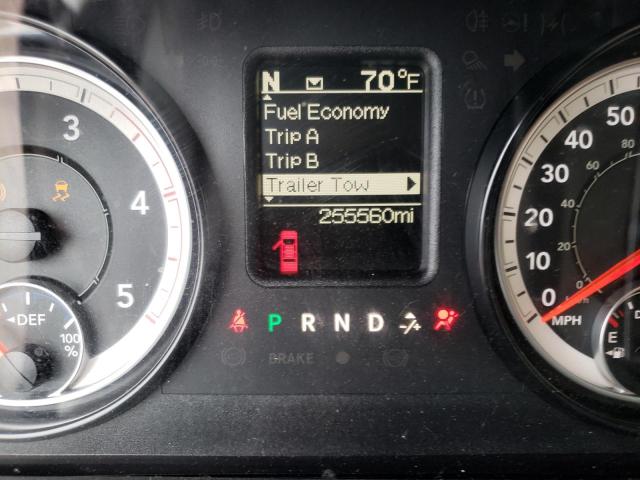 N 70°F
Fuel Economy
Trip A
Trip B
Trailer Tow
255560mi
3
4
5
DEF
100
%
P R N D
BRAKE
50
40
30
20
10
0
MPH
80
60
40
20
0
E